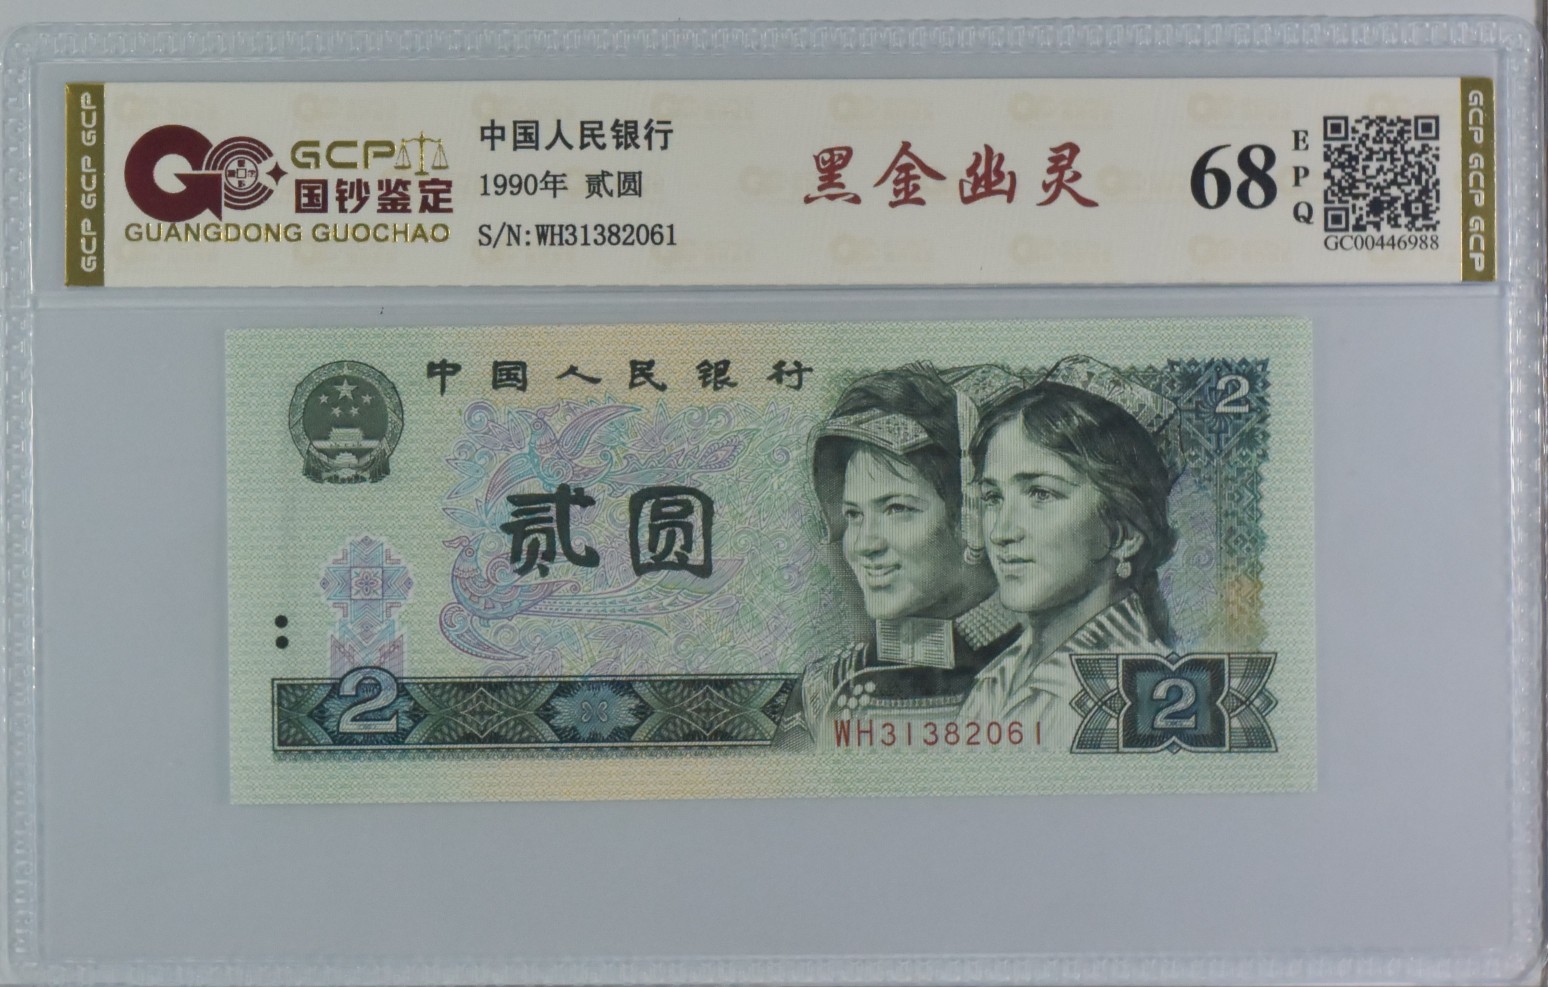 GCP GCP GCP
GCP
国钞鉴定
GUANGDONG GUOCHAO
中国人民银行
1990年 贰圆
S/N:WH31382061
黑金幽灵
68
EPQ
GC00446988
GCP GCP GCP
中国人民银行
2
贰圆
2
WH31382061
2